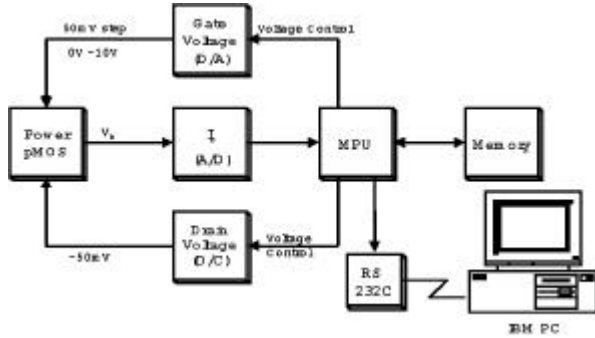 50mV step
0V -10V
Gate
Voltage
(D/A)
Voltage Control
Power
pMOS
(A/D)
MPU
Memory
-50mV
Drain
Voltage
(D/C)
Voltage
Control
RS
232C
IBM PC